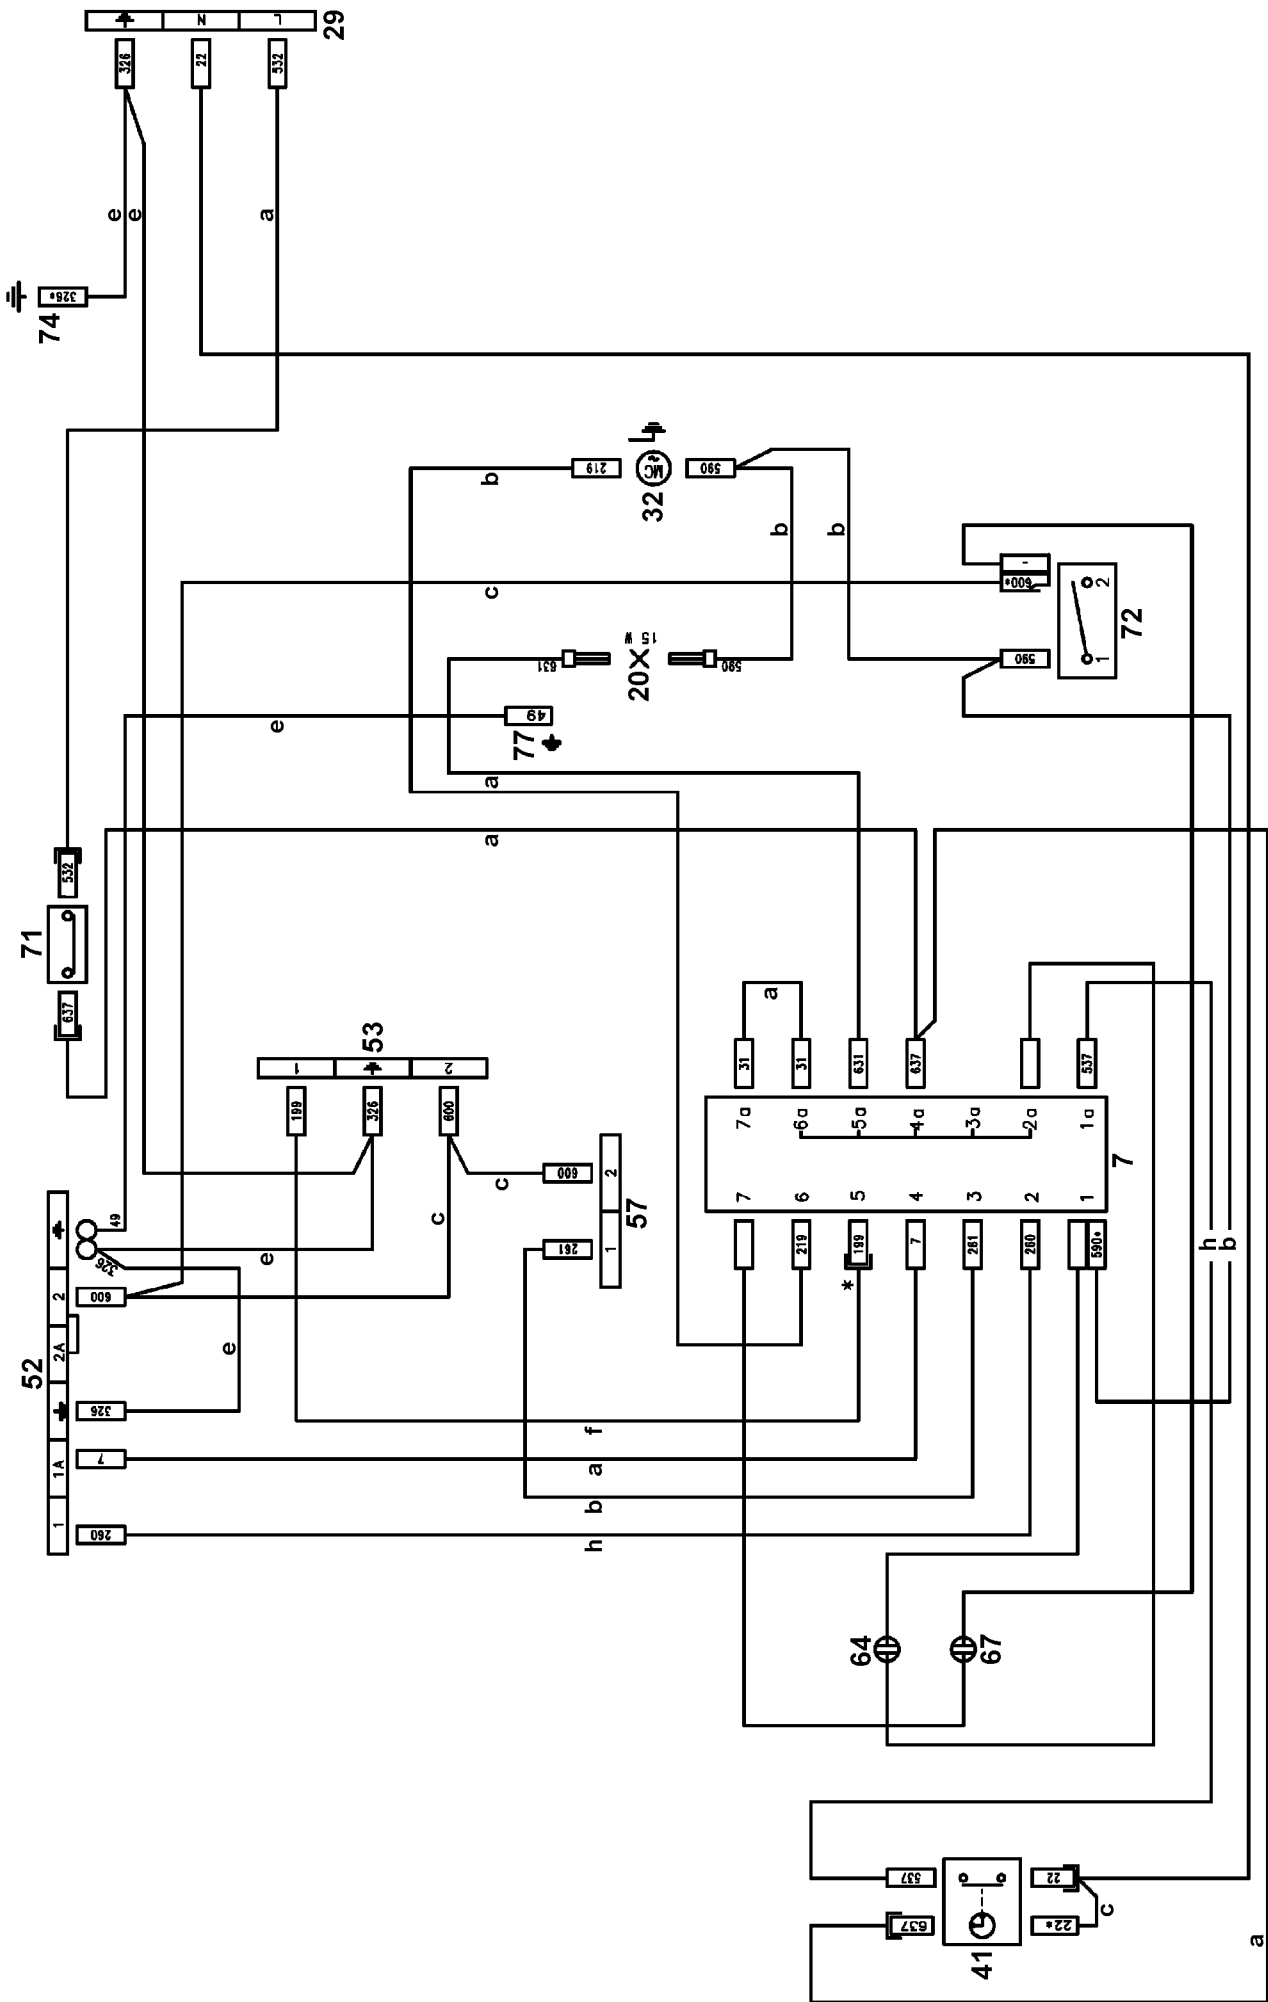 29
N
L
326
22
532
e
e
a
326*
74
b
219
MC
590
32
b
b
c
600*
-
72
1
2
590
15 W
631
20X
590
49
77
e
a
a
71
532
637
53
1
2
199
326
600
c
c
600
261
57
1
2
52
49
326
2
600
2A
e
e
326
1A
7
1
260
a
31
31
631
637
537
7a
6a
5a
4a
3a
2a
1a
7
7
6
5
4
3
2
1
219
199
7
261
260
590*
*
h
b
f
a
b
h
64
67
537
637
22
22*
c
41
a